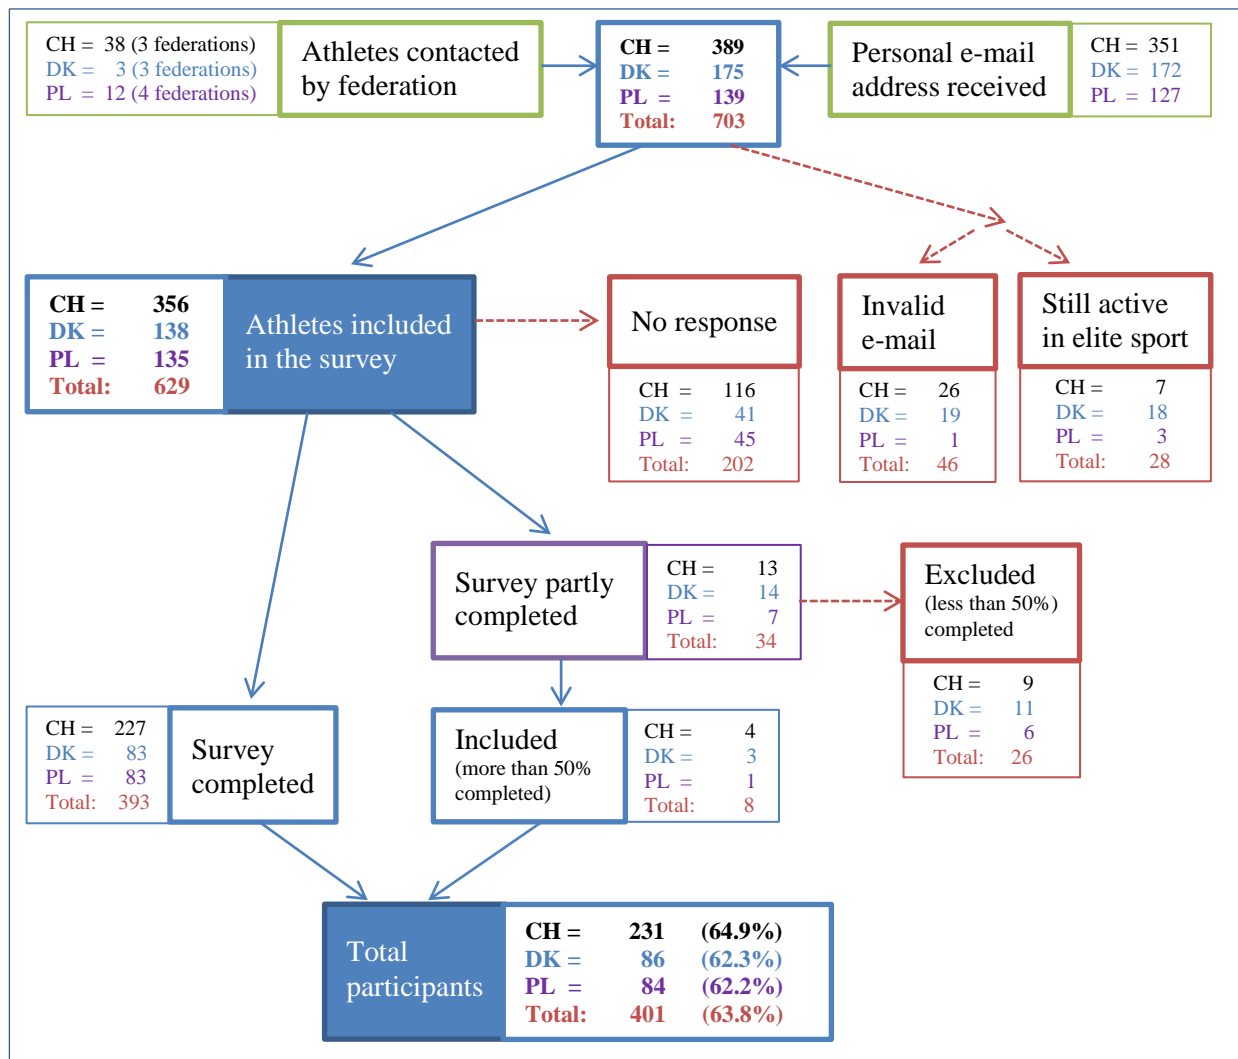 CH = 38 (3 federations)
DK = 3 (3 federations)
PL = 12 (4 federations)
Athletes contacted
by federation
CH = 389
DK = 175
PL = 139
Total: 703
Personal e-mail
address received
CH = 351
DK = 172
PL = 127
CH = 356
DK = 138
PL = 135
Total: 629
Athletes included
in the survey
No response
CH = 116
DK = 41
PL = 45
Total: 202
Invalid
e-mail
CH = 26
DK = 19
PL = 1
Total: 46
Still active
in elite sport
CH = 7
DK = 18
PL = 3
Total: 28
Survey partly
completed
CH = 13
DK = 14
PL = 7
Total: 34
Excluded
(less than 50%)
completed
CH = 9
DK = 11
PL = 6
Total: 26
CH = 227
DK = 83
PL = 83
Total: 393
Survey
completed
Included
(more than 50%
completed)
CH = 4
DK = 3
PL = 1
Total: 8
Total
participants
CH = 231 (64.9%)
DK = 86 (62.3%)
PL = 84 (62.2%)
Total: 401 (63.8%)